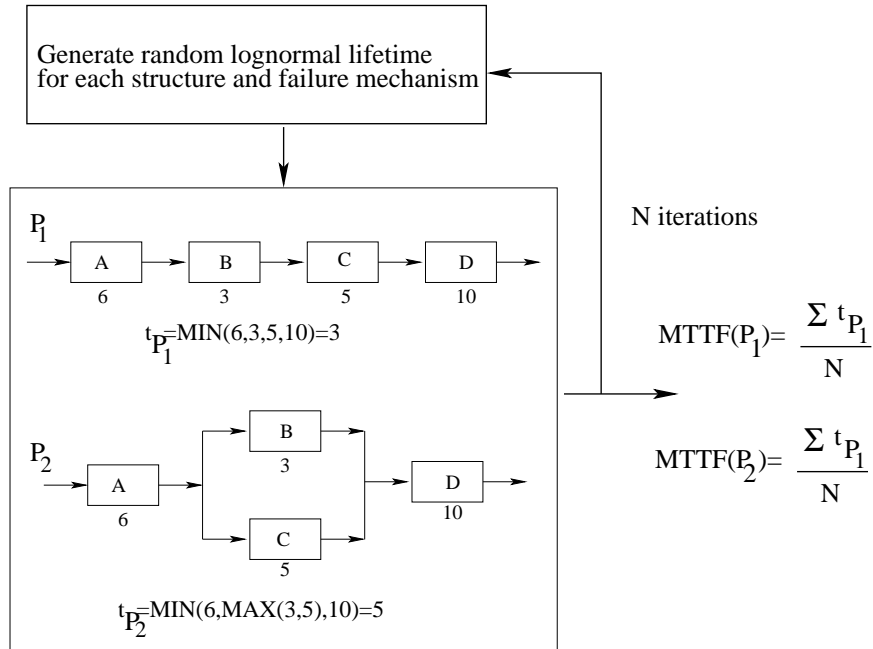 Generate random lognormal lifetime
for each structure and failure mechanism
P1
A
B
C
D
6
3
5
10
tP1=MIN(6,3,5,10)=3
N iterations
MTTF(P1)= Σ tP1
N
P2
A
6
B
3
C
5
D
10
tP2=MIN(6,MAX(3,5),10)=5
MTTF(P2)= Σ tP1
N